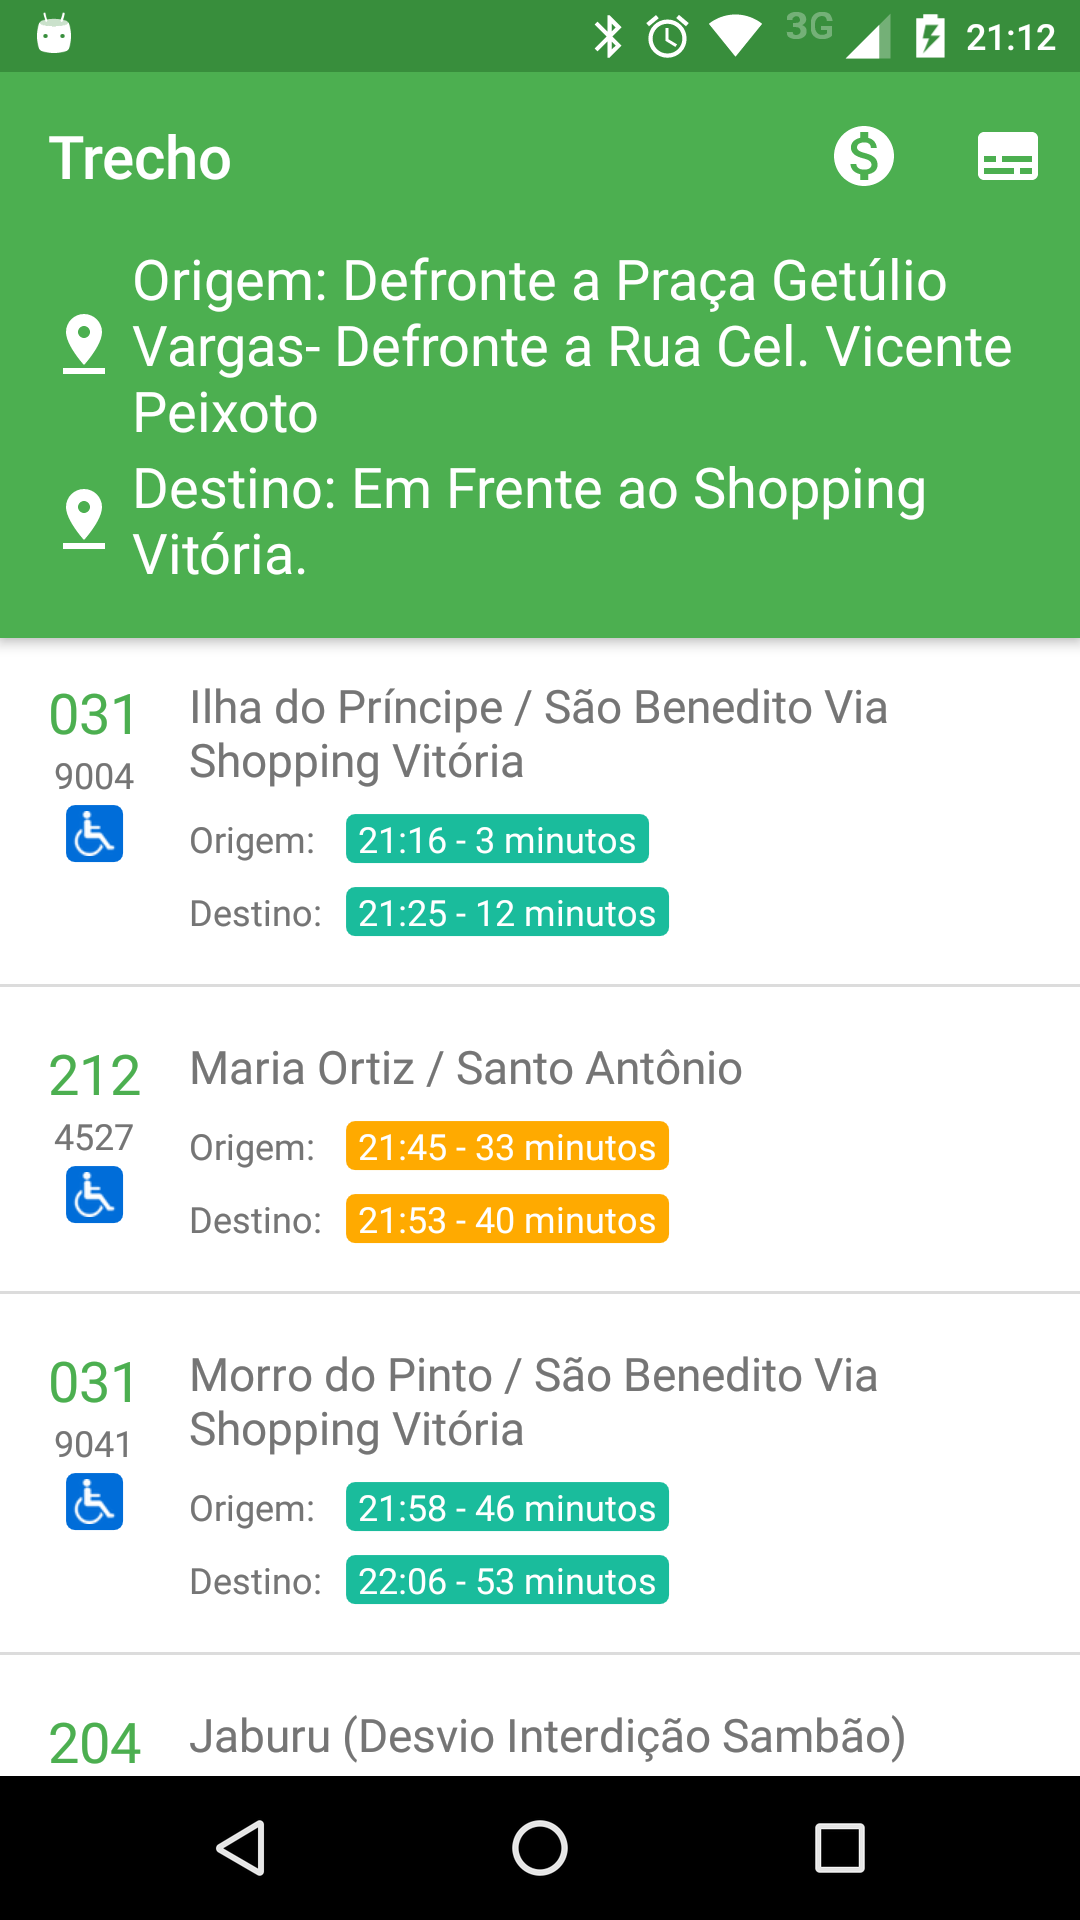 3G 21:12
Trecho
Origem: Defronte a Praça Getúlio
Vargas- Defronte a Rua Cel. Vicente
Peixoto
Destino: Em Frente ao Shopping
Vitória.
031 Ilha do Príncipe / São Benedito Via
Shopping Vitória
9004
Origem: 21:16 - 3 minutos
Destino: 21:25 - 12 minutos
212 Maria Ortiz / Santo Antônio
4527
Origem: 21:45 - 33 minutos
Destino: 21:53 - 40 minutos
031 Morro do Pinto / São Benedito Via
Shopping Vitória
9041
Origem: 21:58 - 46 minutos
Destino: 22:06 - 53 minutos
204 Jaburu (Desvio Interdição Sambão)